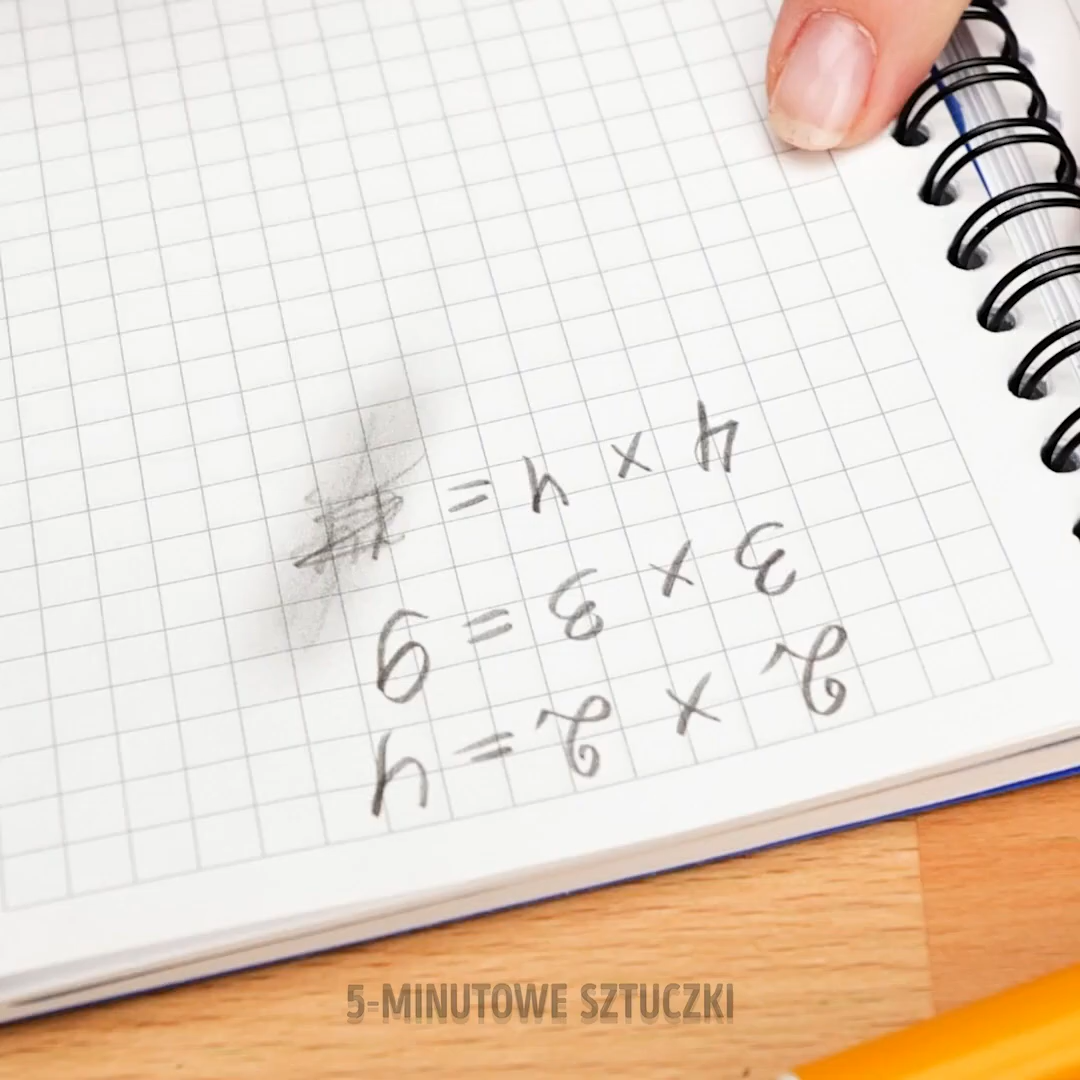 2 x 2 = 4
3 x 3 = 9
4 x 4 =
5-MINUTOWE SZTUCZKI